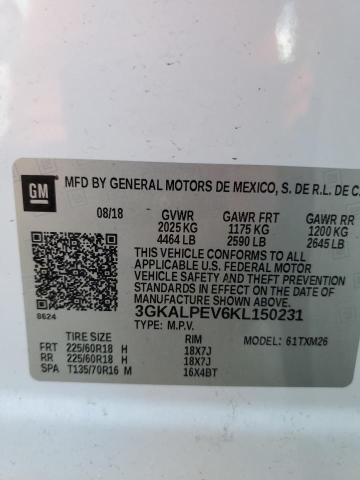 GM
MFD BY GENERAL MOTORS DE MEXICO, S. DE R.L. DE C.
08/18 GVWR GAWR FRT GAWR RR
2025 KG 1175 KG 1200 KG
4464 LB 2590 LB 2645 LB
THIS VEHICLE CONFORMS TO ALL
APPLICABLE U.S. FEDERAL MOTOR
VEHICLE SAFETY AND THEFT PREVENTION
STANDARDS IN EFFECT ON THE DATE OF
MANUFACTURE SHOWN ABOVE.
8624
3GKALPEV6KL150231
TYPE: M.P.V. MODEL: 61TXM26
TIRE SIZE RIM
FRT 225/60R18 H 18X7J
RR 225/60R18 H 18X7J
SPA T135/70R16 M 16X4BT